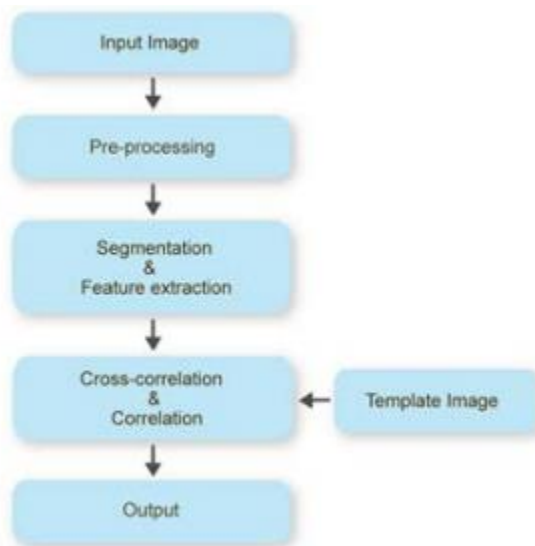 Input Image
Pre-processing
Segmentation
&
Feature extraction
Cross-correlation
&
Correlation
Template Image
Output